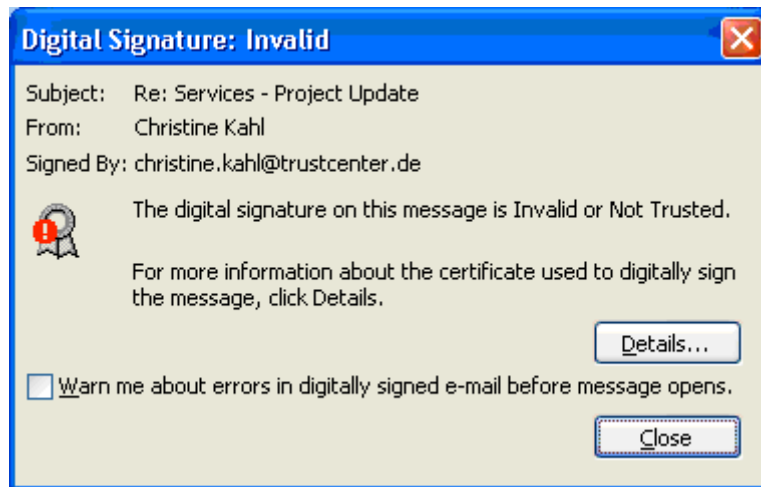 Digital Signature: Invalid
Subject: Re: Services - Project Update
From: Christine Kahl
Signed By: christine.kahl@trustcenter.de
The digital signature on this message is Invalid or Not Trusted.
For more information about the certificate used to digitally sign
the message, click Details.
Details...
Warn me about errors in digitally signed e-mail before message opens.
Close